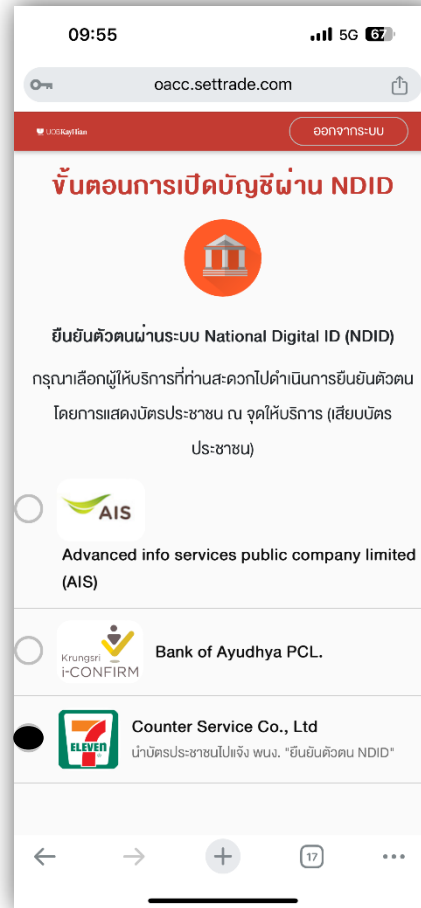 09:55
5G 67
oacc.settrade.com
UOBKayHian
ออกจากระบบ
ขั้นตอนการเปิดบัญชีผ่าน NDID
ยืนยันตัวตนผ่านระบบ National Digital ID (NDID)
กรุณาเลือกผู้ให้บริการที่ท่านสะดวกไปดำเนินการยืนยันตัวตน
โดยการแสดงบัตรประชาชน ณ จุดให้บริการ (เสียบบัตร
ประชาชน)
AIS
Advanced info services public company limited
(AIS)
Krungsri
i-CONFIRM
Bank of Ayudhya PCL.
7
ELEVEn
Counter Service Co., Ltd
นำบัตรประชาชนไปแจ้ง พนง. "ยืนยันตัวตน NDID"
17